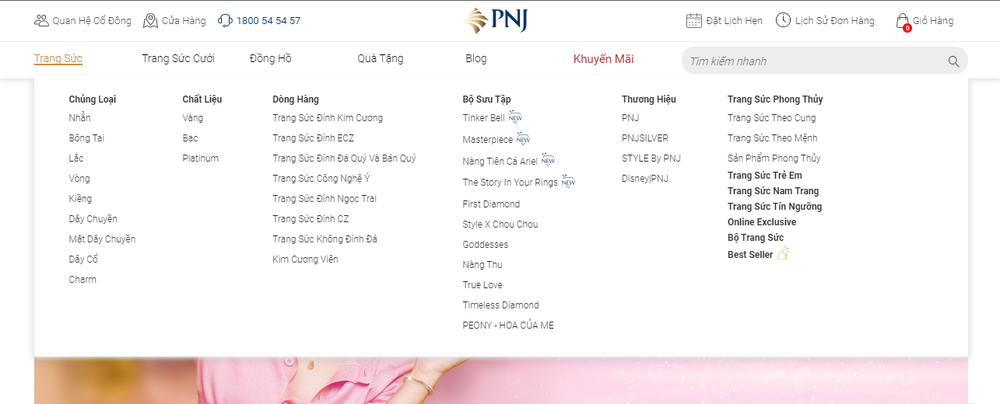 Quan Hệ Cổ Đông
Cửa Hàng
1800 54 54 57
PNJ
Đặt Lịch Hẹn
Lịch Sử Đơn Hàng
0
Giỏ Hàng
Trang Sức
Trang Sức Cưới
Đồng Hồ
Quà Tặng
Blog
Khuyến Mãi
Tìm kiếm nhanh
Chủng Loại
Nhẫn
Bông Tai
Lắc
Vòng
Kiềng
Dây Chuyền
Mặt Dây Chuyền
Dây Cổ
Charm
Chất Liệu
Vàng
Bạc
Platinum
Dòng Hàng
Trang Sức Đính Kim Cương
Trang Sức Đính ECZ
Trang Sức Đính Đá Quý Và Bán Quý
Trang Sức Công Nghệ Ý
Trang Sức Đính Ngọc Trai
Trang Sức Đính CZ
Trang Sức Không Đính Đá
Kim Cương Viên
Bộ Sưu Tập
Tinker Bell NEW
Masterpiece NEW
Nàng Tiên Cá Ariel NEW
The Story In Your Rings NEW
First Diamond
Style X Chou Chou
Goddesses
Nàng Thu
True Love
Timeless Diamond
PEONY - HOA CỦA MẸ
Thương Hiệu
PNJ
PNJSILVER
STYLE By PNJ
Disney|PNJ
Trang Sức Phong Thủy
Trang Sức Theo Cung
Trang Sức Theo Mệnh
Sản Phẩm Phong Thủy
Trang Sức Trẻ Em
Trang Sức Nam Trang
Trang Sức Tín Ngưỡng
Online Exclusive
Bộ Trang Sức
Best Seller